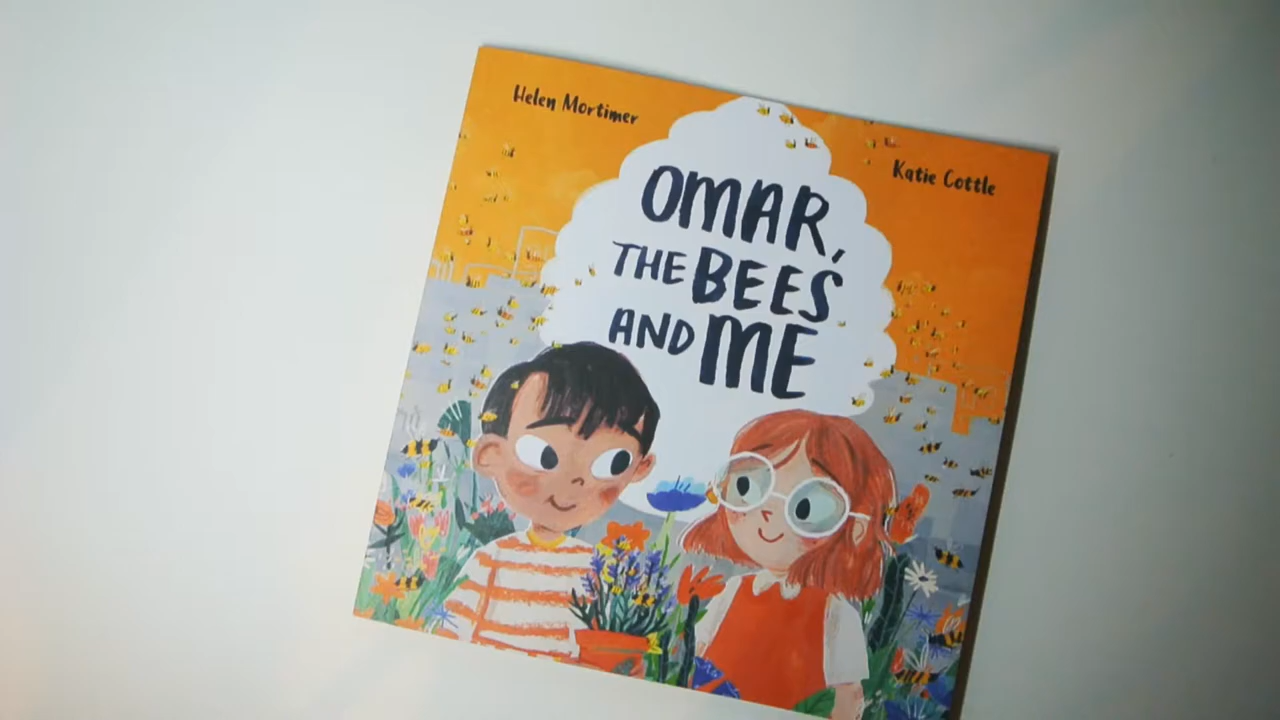 Helen Mortimer
Katie Cottle
OMAR,
THE BEES
AND ME